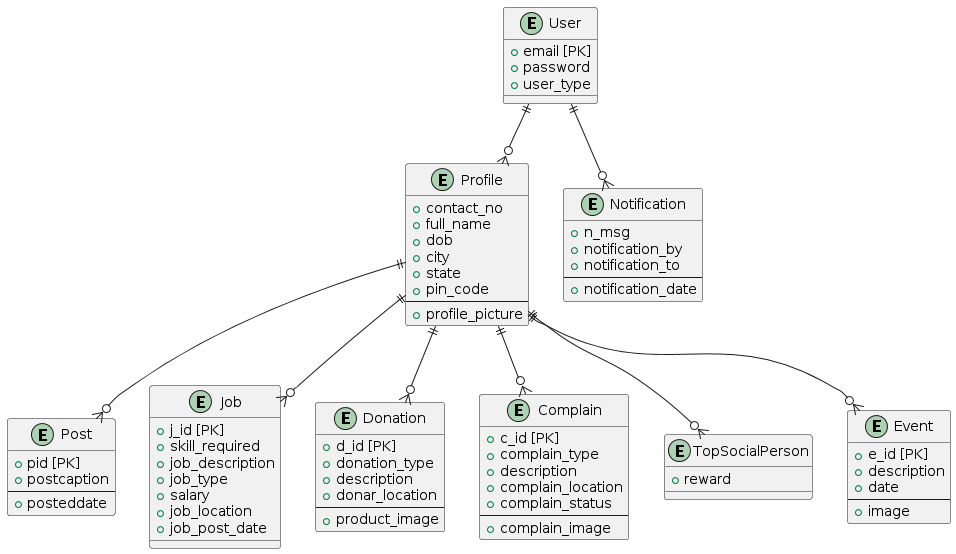 E User
email [PK]
password
user_type
E Profile
contact_no
full_name
dob
city
state
pin_code
profile_picture
E Notification
n_msg
notification_by
notification_to
notification_date
E Post
pid [PK]
postcaption
posteddate
E Job
j_id [PK]
skill_required
job_description
job_type
salary
job_location
job_post_date
E Donation
d_id [PK]
donation_type
description
donar_location
product_image
E Complain
c_id [PK]
complain_type
description
complain_location
complain_status
complain_image
E TopSocialPerson
reward
E Event
e_id [PK]
description
date
image